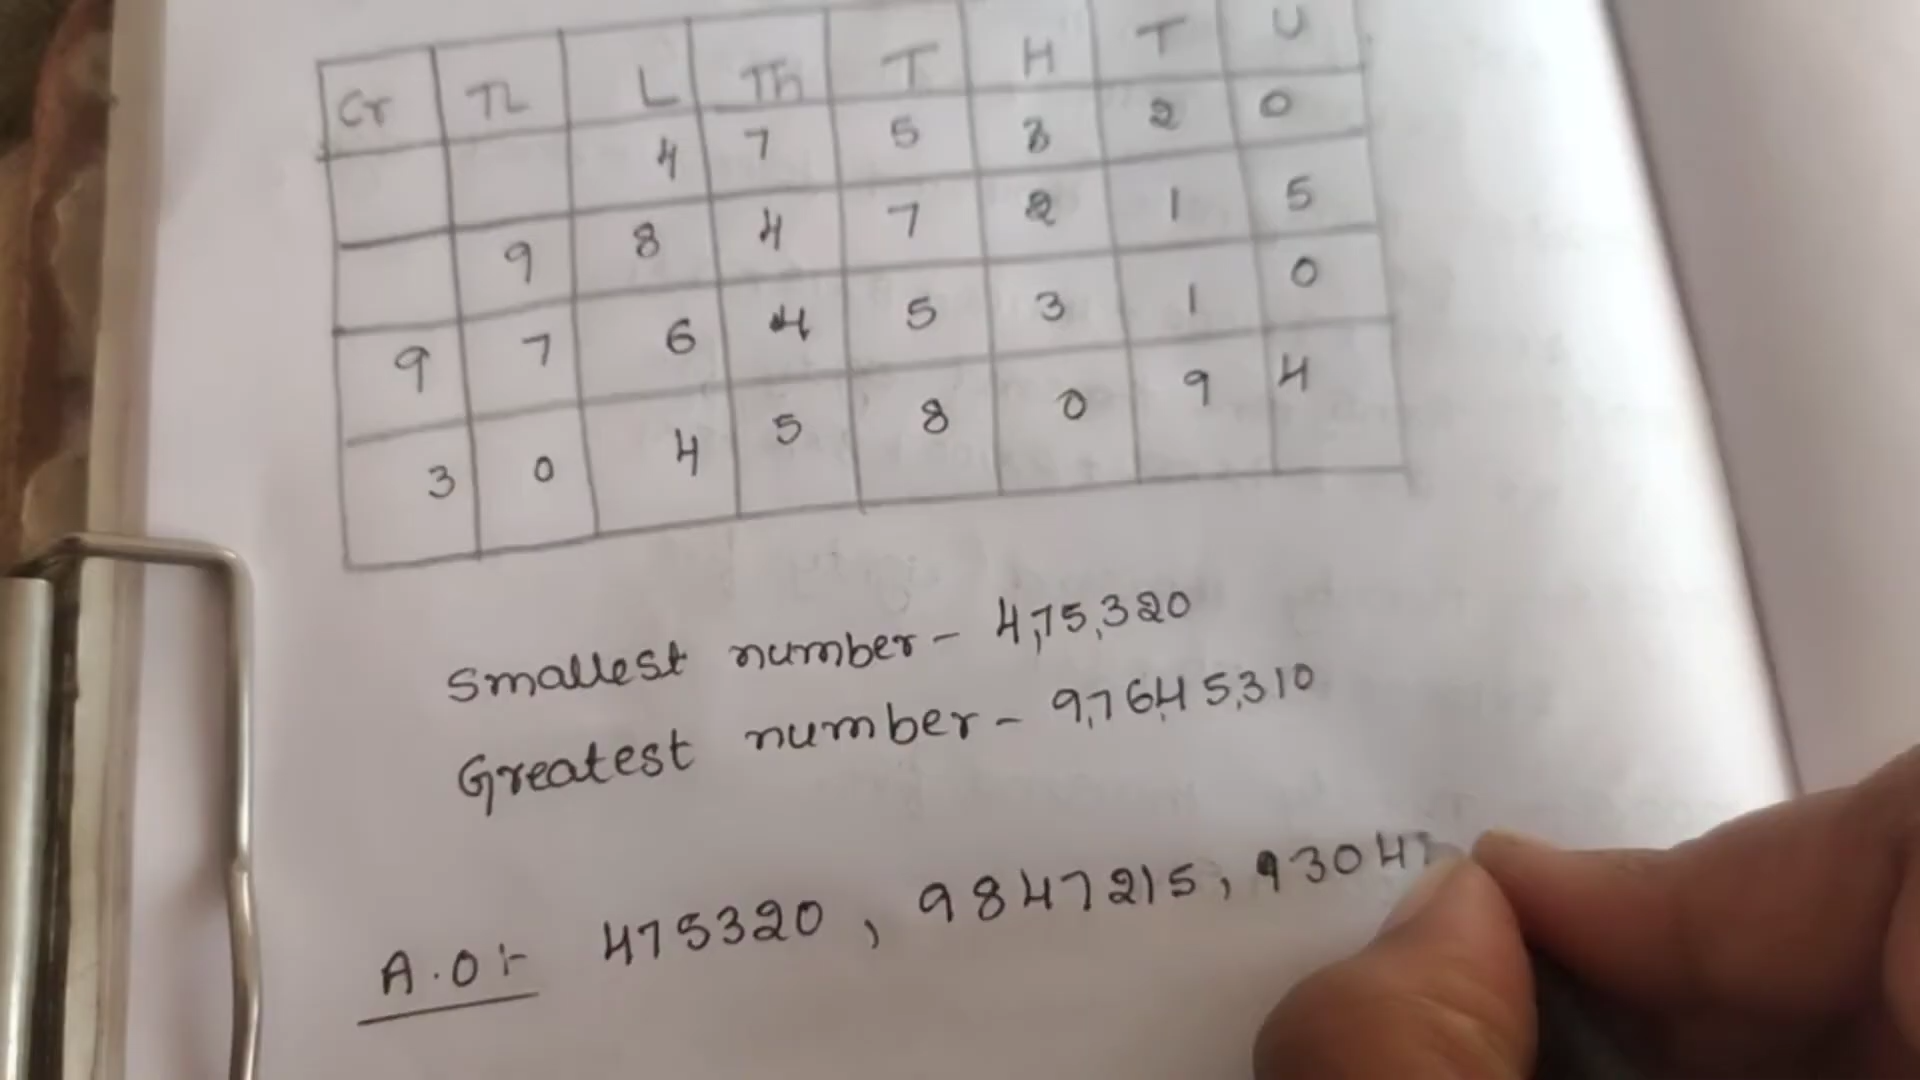 Cr TL L Th T H T U
4 7 5 3 2 0
9 8 4 7 2 1 5
9 7 6 4 5 3 1 0
3 0 4 5 8 0 9 4
Smallest number - 4,75,320
Greatest number - 9,76,45,310
A.O :- 475320 , 9847215, 9304